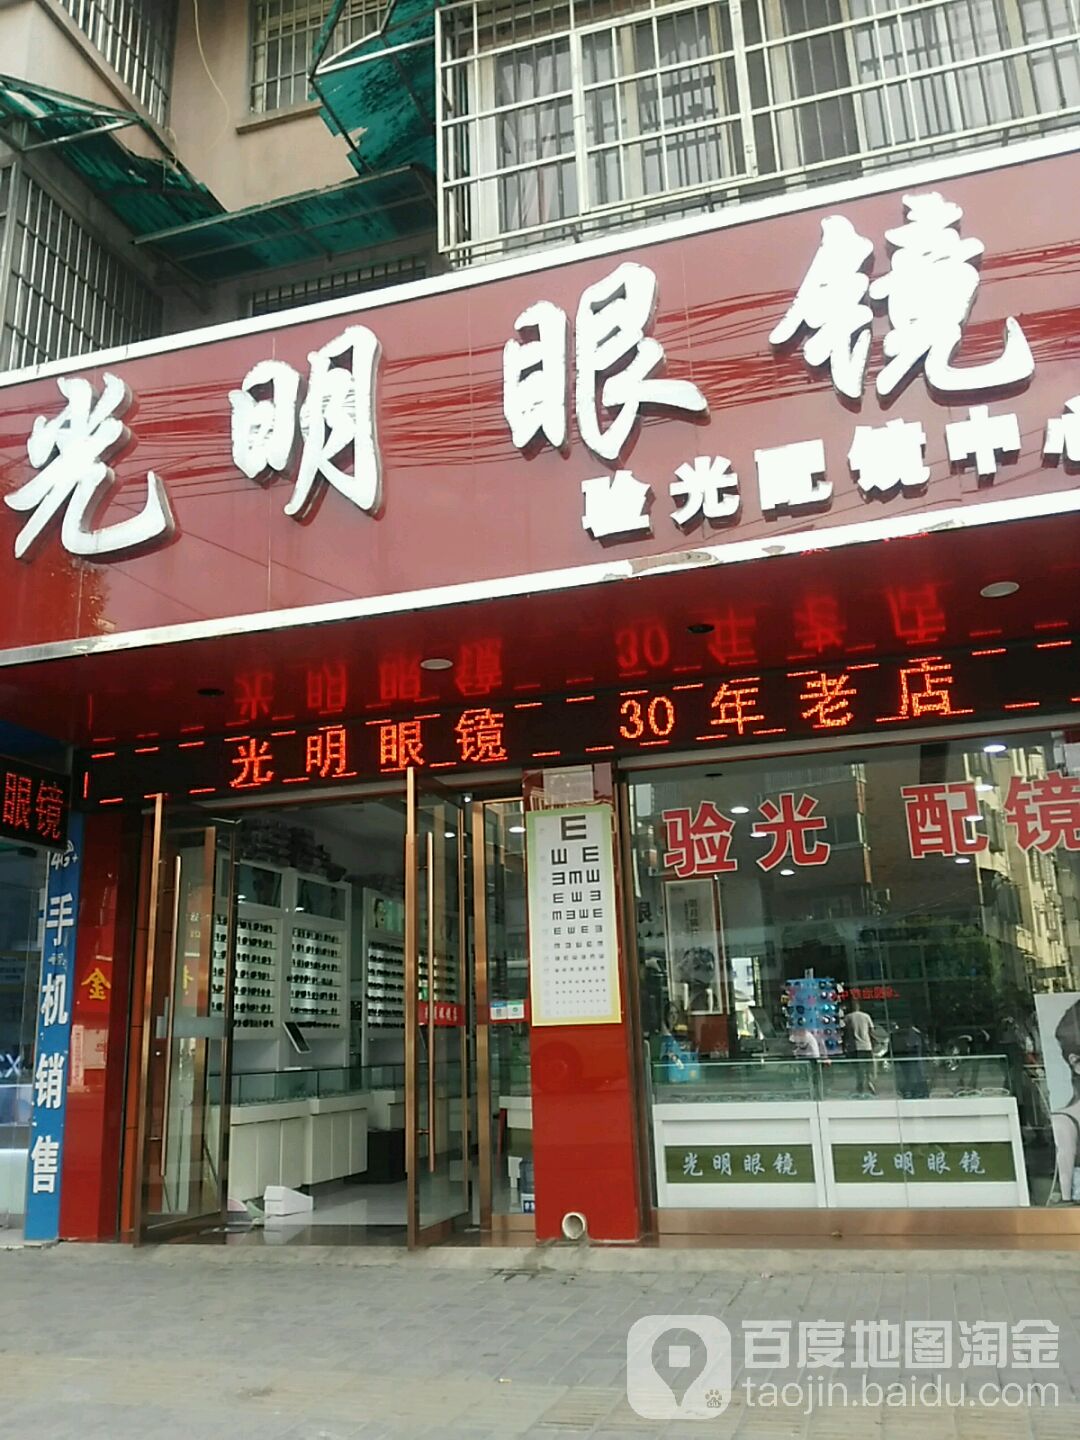 光明眼镜
验光配镜中心
光明眼镜 30年老店
眼镜
4G+
手机销售
验光 配镜
E
光明眼镜
光明眼镜
百度地图淘金
taojin.baidu.com